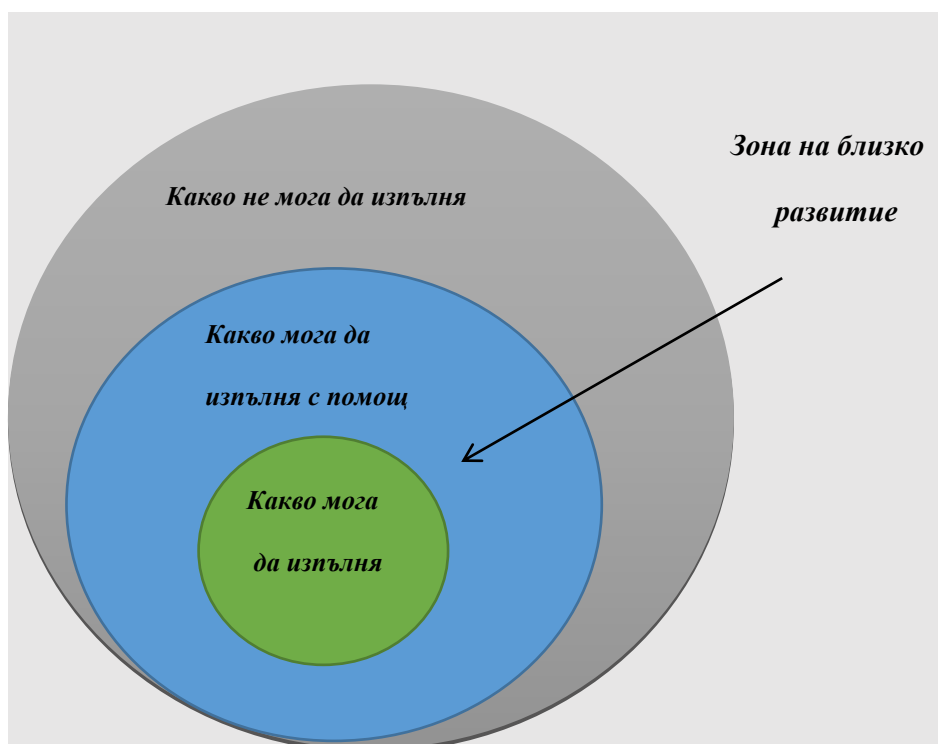 Зона на близко
развитие
Какво не мога да изпълня
Какво мога да
изпълня с помощ
Какво мога
да изпълня